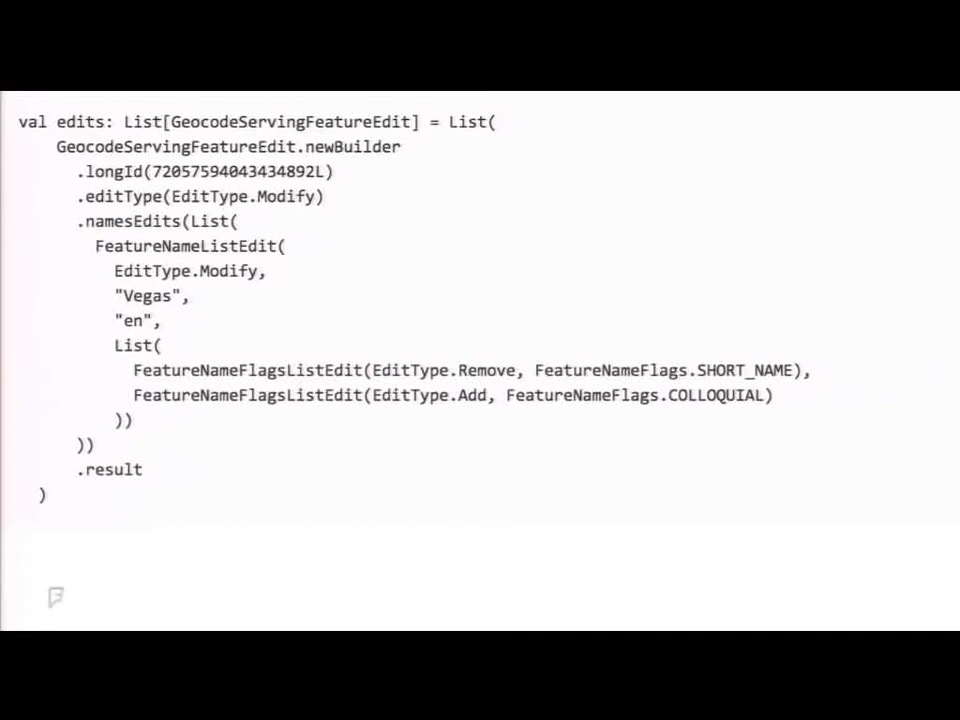 val edits: List[GeocodeServingFeatureEdit] = List(
GeocodeServingFeatureEdit.newBuilder
.longId(72057594043434892L)
.editType(EditType.Modify)
.namesEdits(List(
FeatureNameListEdit(
EditType.Modify,
"Vegas",
"en",
List(
FeatureNameFlagsListEdit(EditType.Remove, FeatureNameFlags.SHORT_NAME),
FeatureNameFlagsListEdit(EditType.Add, FeatureNameFlags.COLLOQUIAL)
))
))
.result
)